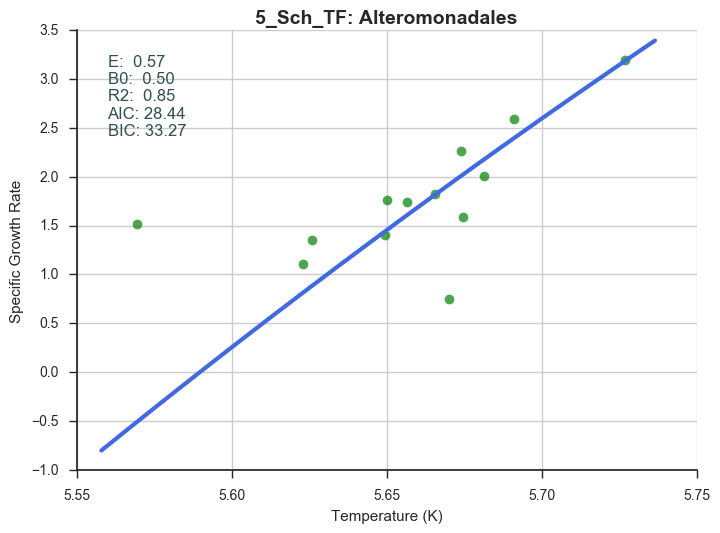 5_Sch_TF: Alteromonadales
E:  0.57
B0:  0.50
R2:  0.85
AIC: 28.44
BIC: 33.27
Specific Growth Rate
3.5
3.0
2.5
2.0
1.5
1.0
0.5
0.0
−0.5
−1.0
5.55 5.60 5.65 5.70 5.75
Temperature (K)